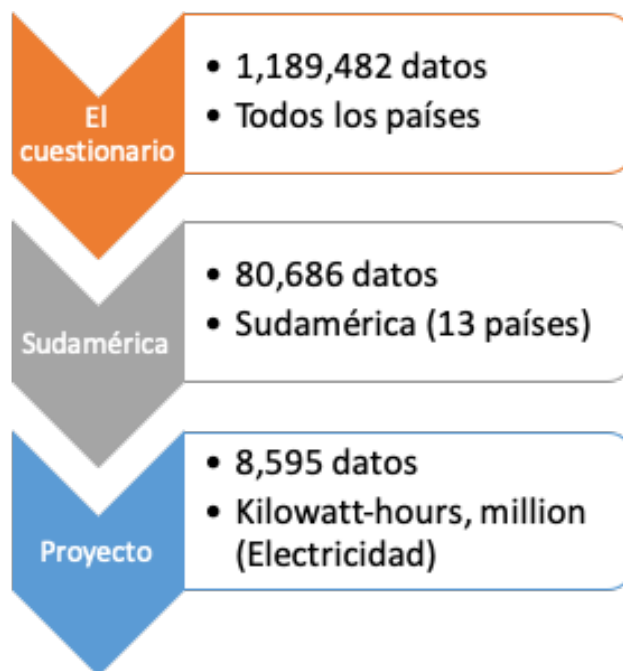 El
cuestionario
• 1,189,482 datos
• Todos los países
Sudamérica
• 80,686 datos
• Sudamérica (13 países)
Proyecto
• 8,595 datos
• Kilowatt-hours, million
(Electricidad)